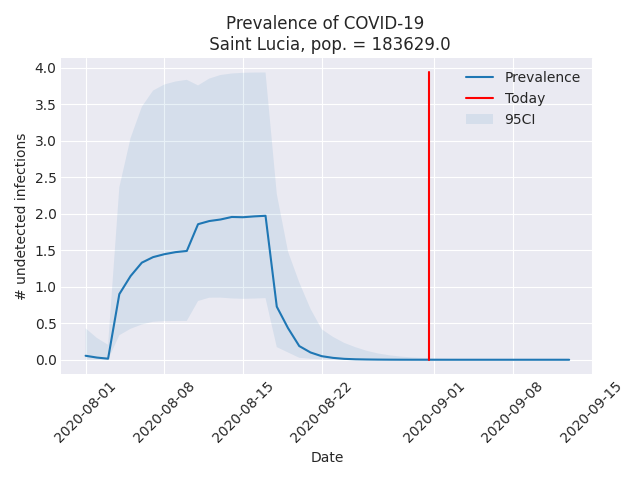 Prevalence of COVID-19
Saint Lucia, pop. = 183629.0
4.0
3.5
3.0
2.5
2.0
1.5
1.0
0.5
0.0
# undetected infections
Prevalence
Today
95CI
2020-08-01
2020-08-08
2020-08-15
2020-08-22
2020-09-01
2020-09-08
2020-09-15
Date